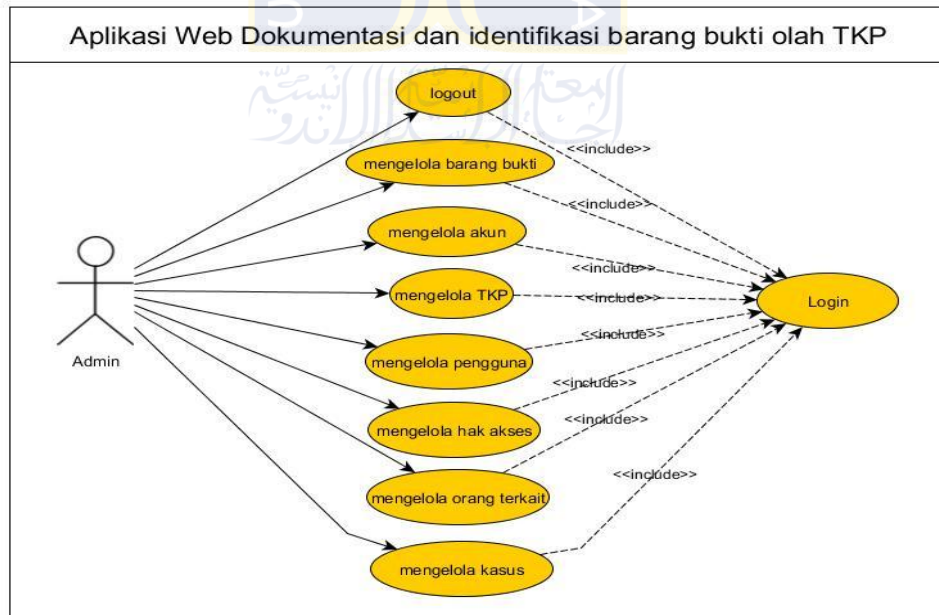 Aplikasi Web Dokumentasi dan identifikasi barang bukti olah TKP
logout
<<include>>
mengelola barang bukti
<<include>>
mengelola akun
<<include>>
mengelola TKP
<<include>>
Login
<<include>>
Admin
mengelola pengguna
<<include>>
mengelola hak akses
<<include>>
mengelola orang terkait
<<include>>
mengelola kasus